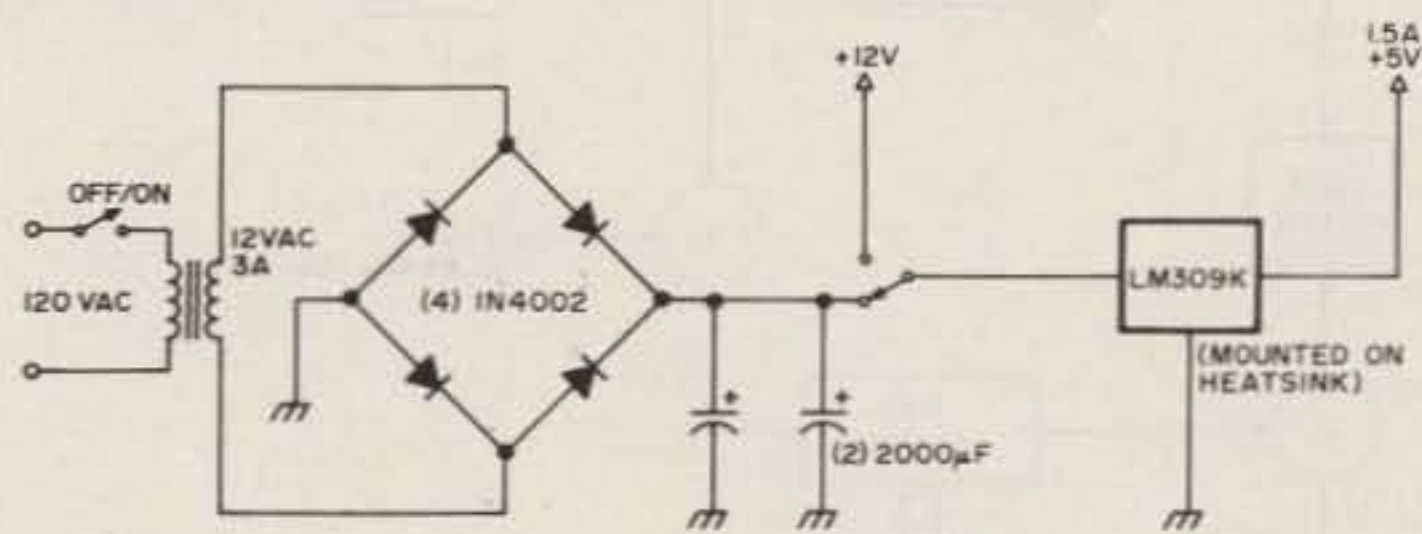 1.5A
+5V
+12V
OFF/ON
12VAC
3A
120 VAC
(4) 1N4002
LM309K
(MOUNTED ON
HEATSINK)
+
+
(2) 2000µF